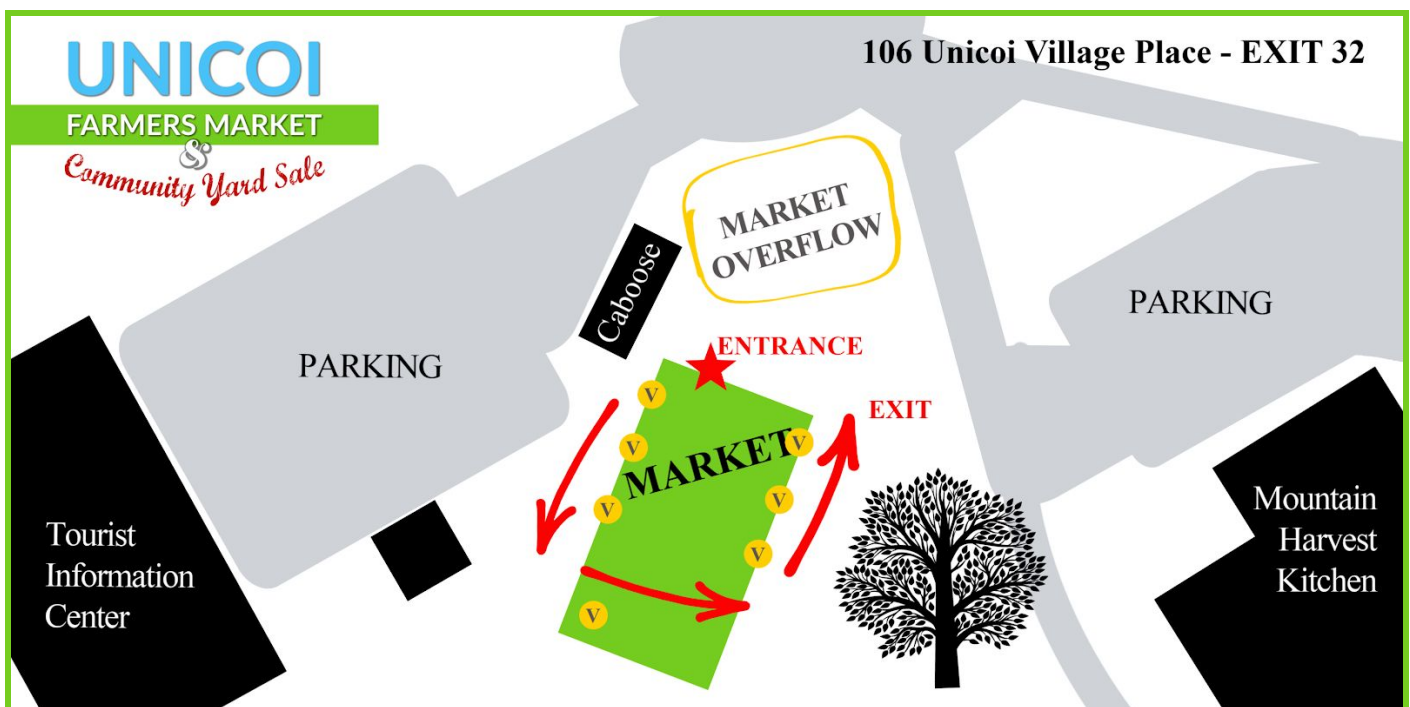 UNICOI
FARMERS MARKET
&
Community Yard Sale
106 Unicoi Village Place - EXIT 32
MARKET
OVERFLOW
Caboose
PARKING
PARKING
ENTRANCE
EXIT
MARKET
V
V
V
V
V
V
V
Tourist
Information
Center
Mountain
Harvest
Kitchen